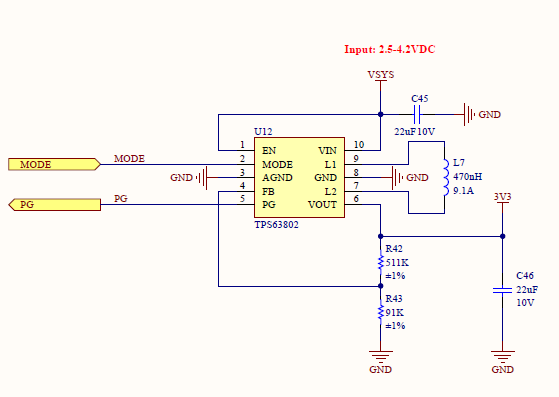 Input: 2.5-4.2VDC
VSYS
C45
GND
22uF10V
U12
1 EN VIN 10
MODE MODE 2 MODE L1 9
GND 3 AGND GND 8 GND
4 FB L2 7
PG PG 5 PG VOUT 6
TPS63802
L7
470nH
9.1A
3V3
R42
511K
±1%
C46
22uF
10V
R43
91K
±1%
GND
GND